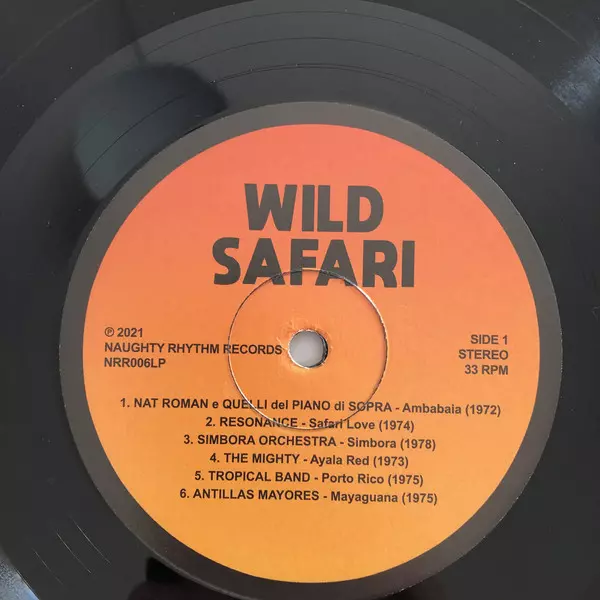 WILD
SAFARI
℗ 2021
NAUGHTY RHYTHM RECORDS
NRR006LP
SIDE 1
STEREO
33 RPM
1. NAT ROMAN e QUELLI del PIANO di SOPRA - Ambabaia (1972)
2. RESONANCE - Safari Love (1974)
3. SIMBORA ORCHESTRA - Simbora (1978)
4. THE MIGHTY - Ayala Red (1973)
5. TROPICAL BAND - Porto Rico (1975)
6. ANTILLAS MAYORES - Mayaguana (1975)